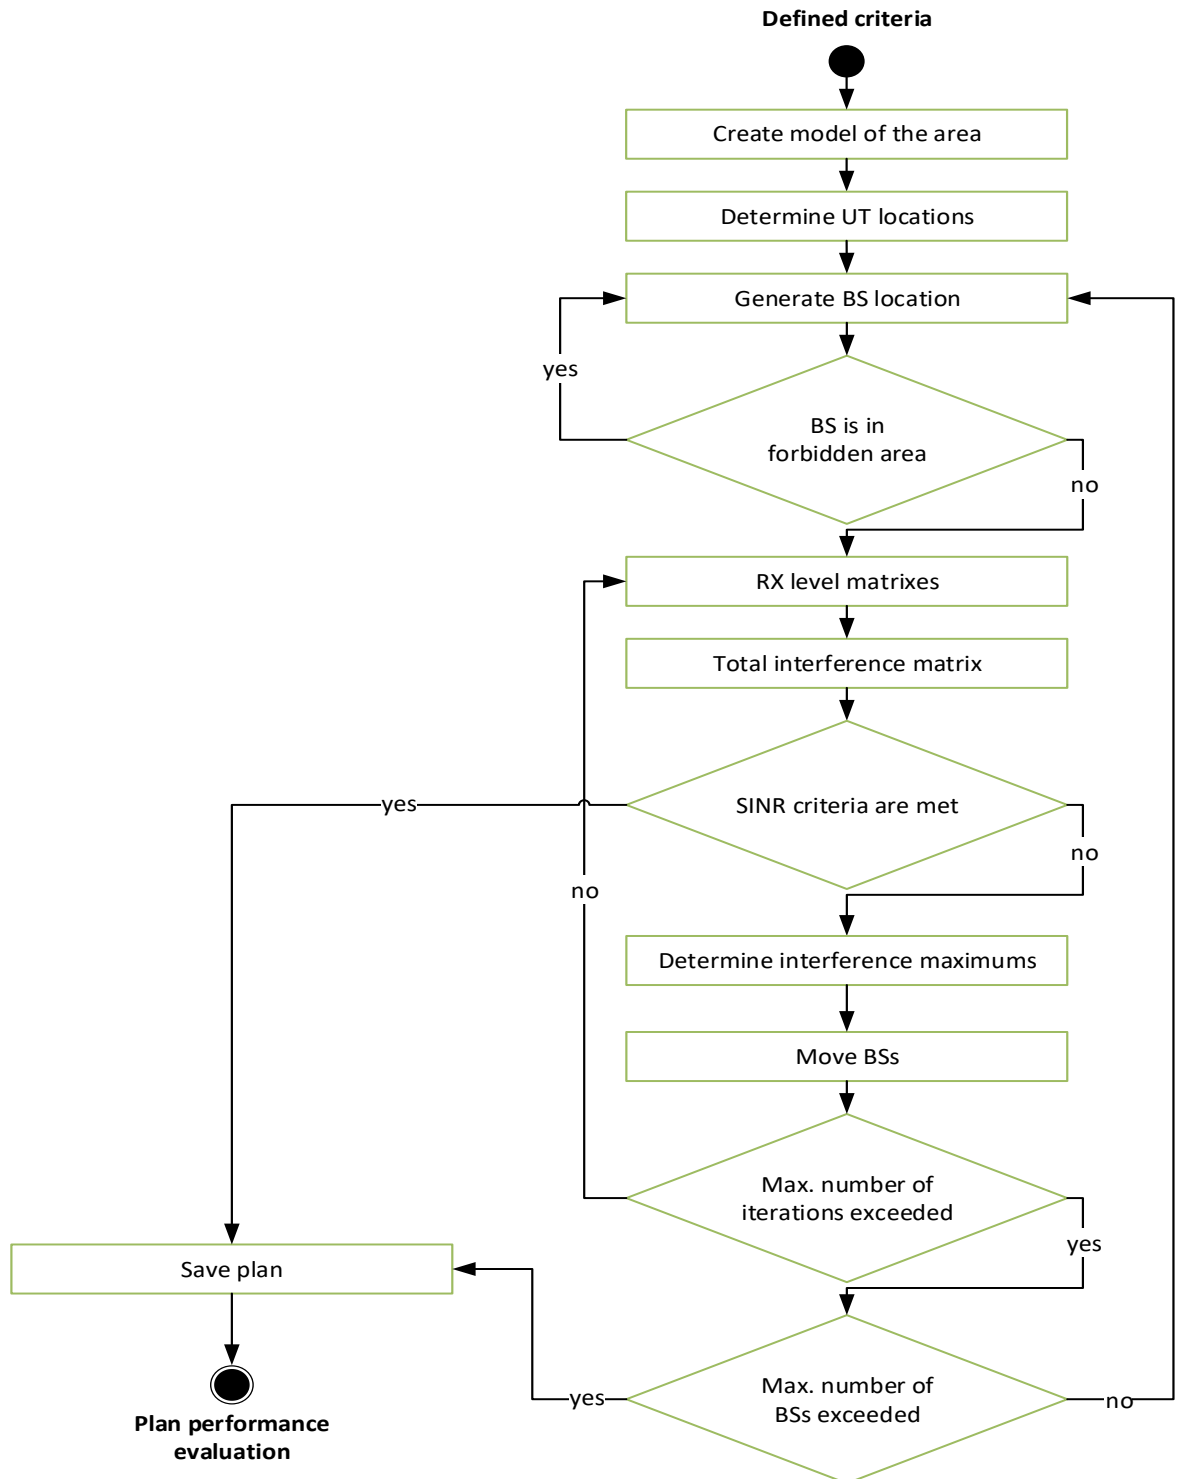 Defined criteria
Create model of the area
Determine UT locations
Generate BS location
yes
BS is in
forbidden area
no
RX level matrixes
Total interference matrix
yes
SINR criteria are met
no
no
Determine interference maximums
Move BSs
Max. number of
iterations exceeded
yes
Save plan
Max. number of
BSs exceeded
yes
no
Plan performance
evaluation